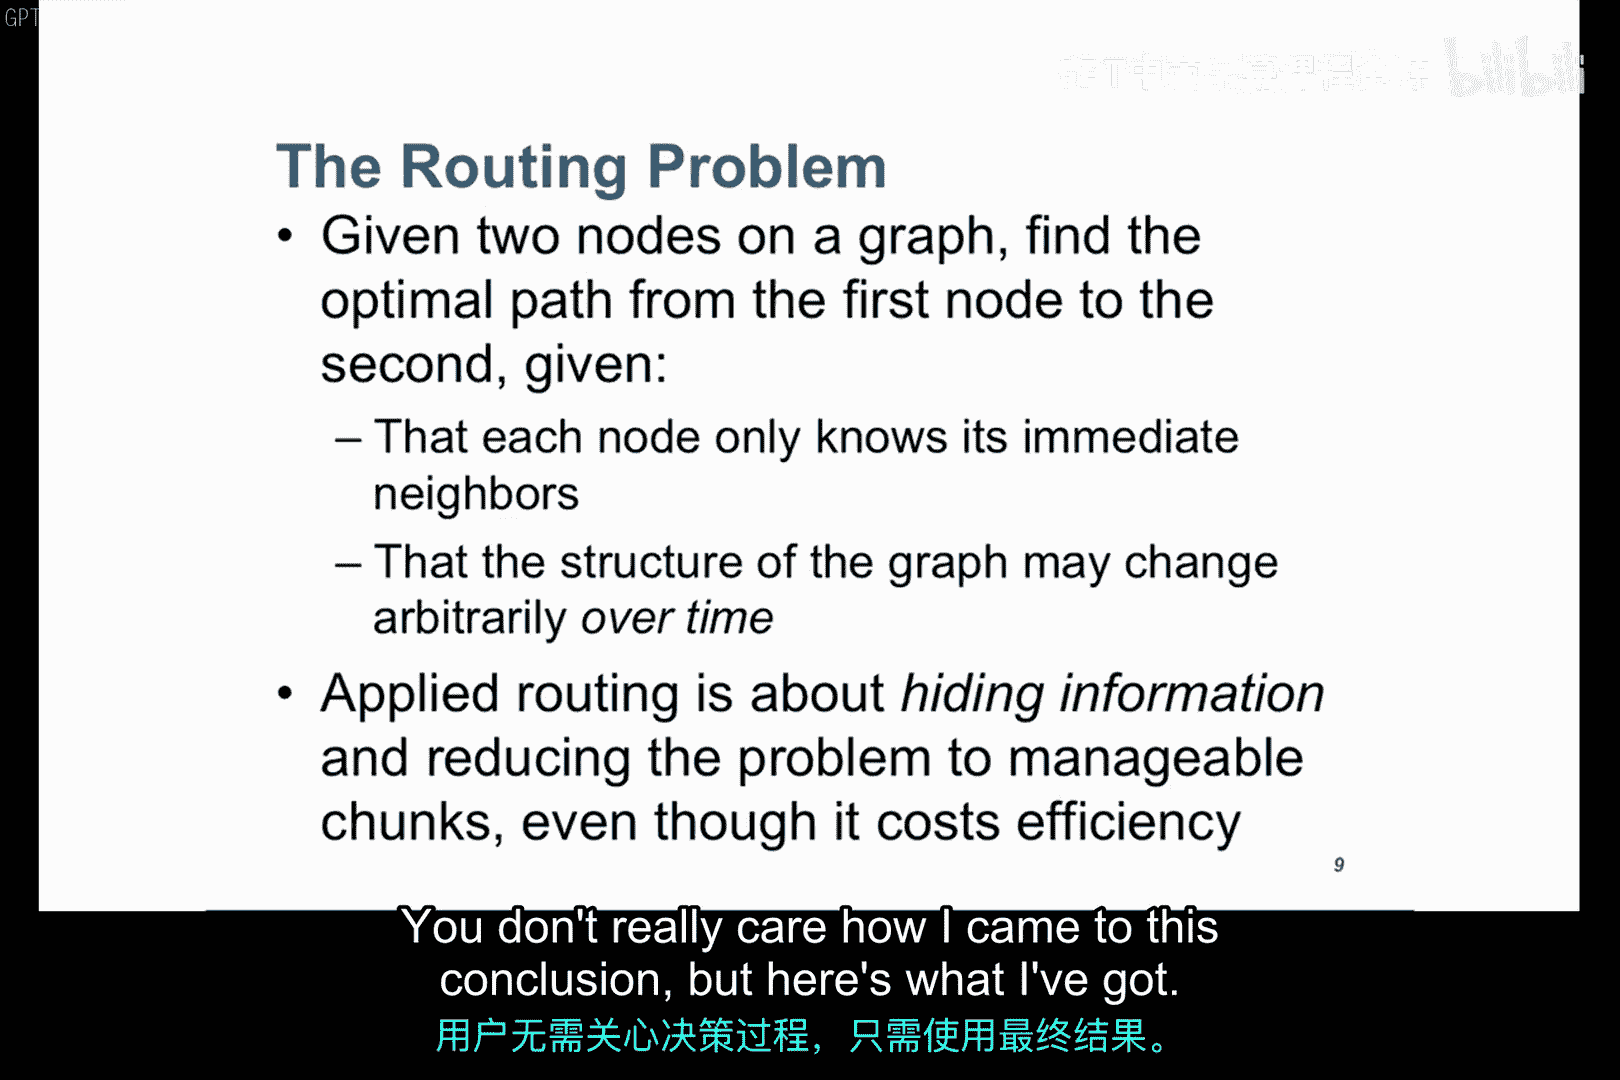 GPT
bilibili
The Routing Problem
• Given two nodes on a graph, find the
optimal path from the first node to the
second, given:
– That each node only knows its immediate
neighbors
– That the structure of the graph may change
arbitrarily over time
• Applied routing is about hiding information
and reducing the problem to manageable
chunks, even though it costs efficiency
9
You don't really care how I came to this
conclusion, but here's what I've got.
用户无需关心决策过程，只需使用最终结果。